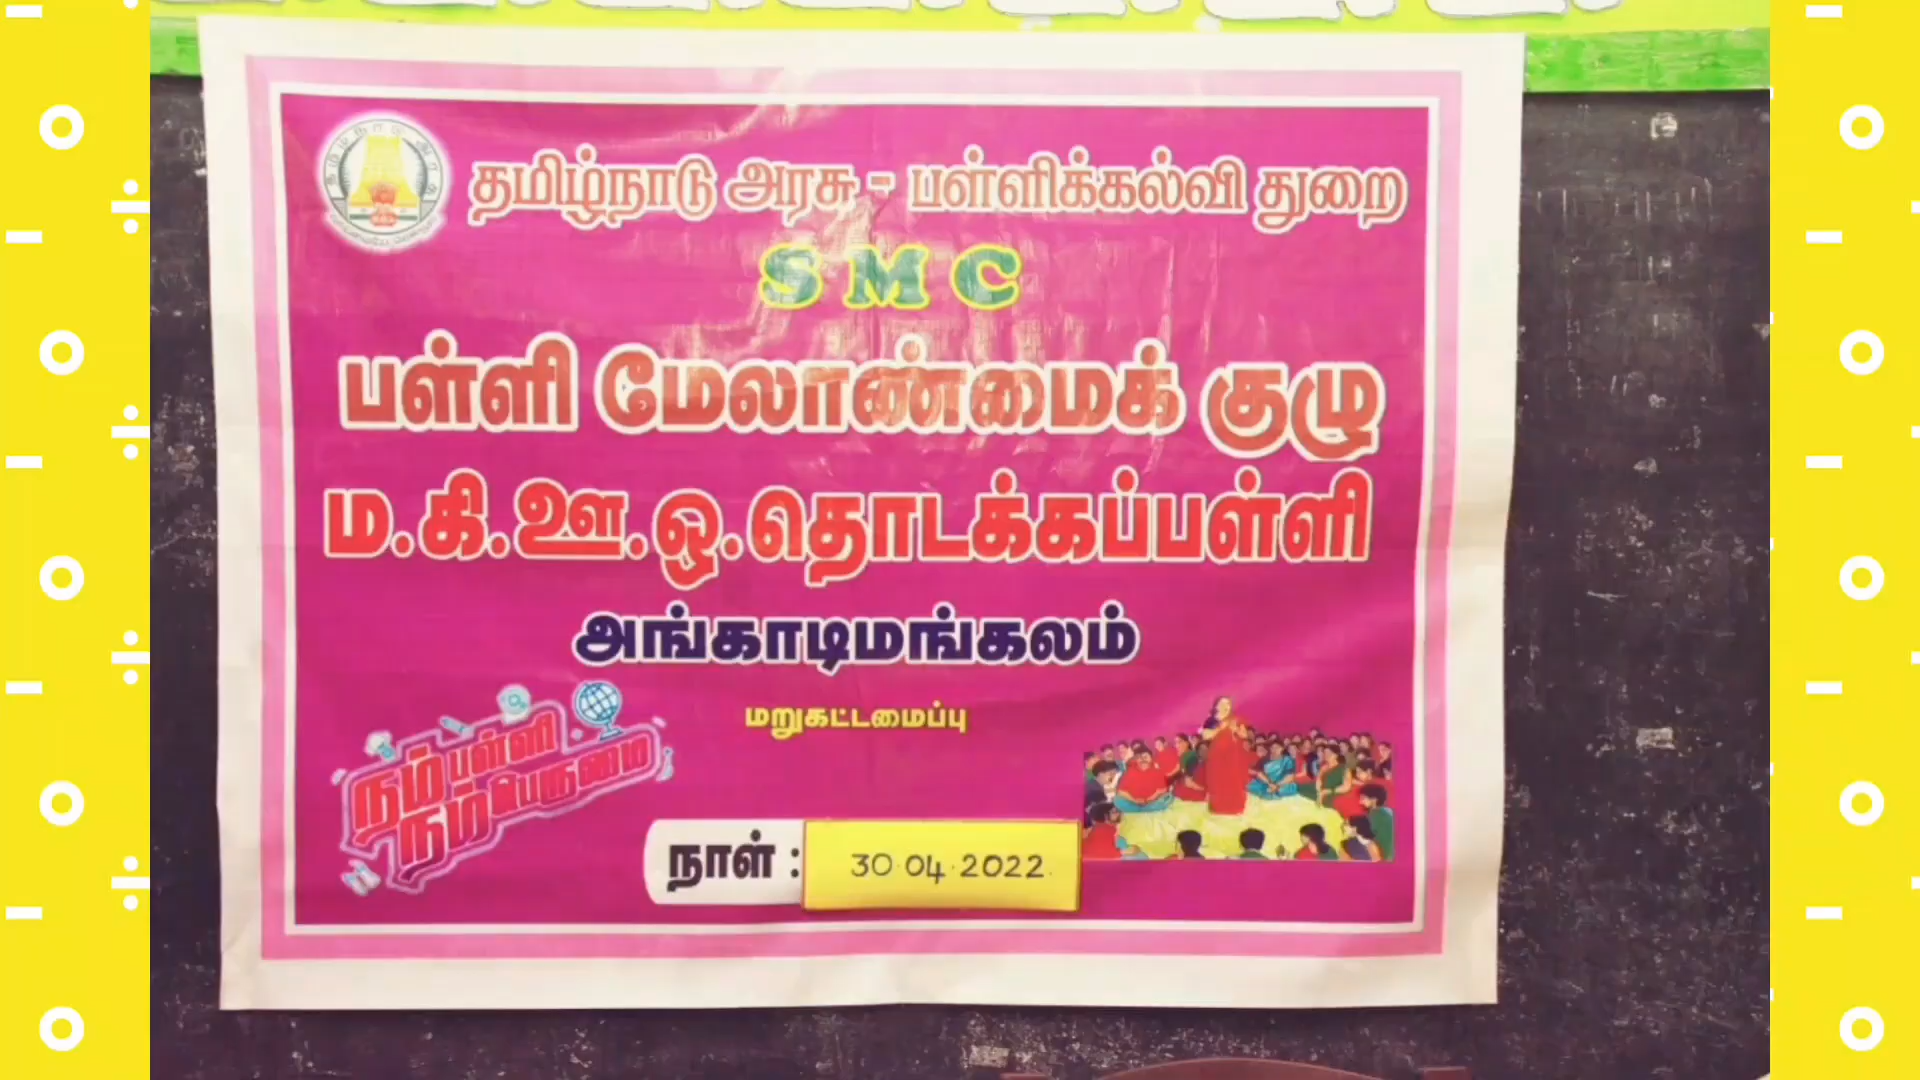 தமிழ்நாடு அரசு - பள்ளிக்கல்வி துறை
S M C
பள்ளி மேலாண்மைக் குழு
ம.கி.ஊ.ஒ.தொடக்கப்பள்ளி
அங்காடிமங்கலம்
மறுகட்டமைப்பு
நம் பள்ளி
நம் பெருமை
நாள் : 30.04.2022